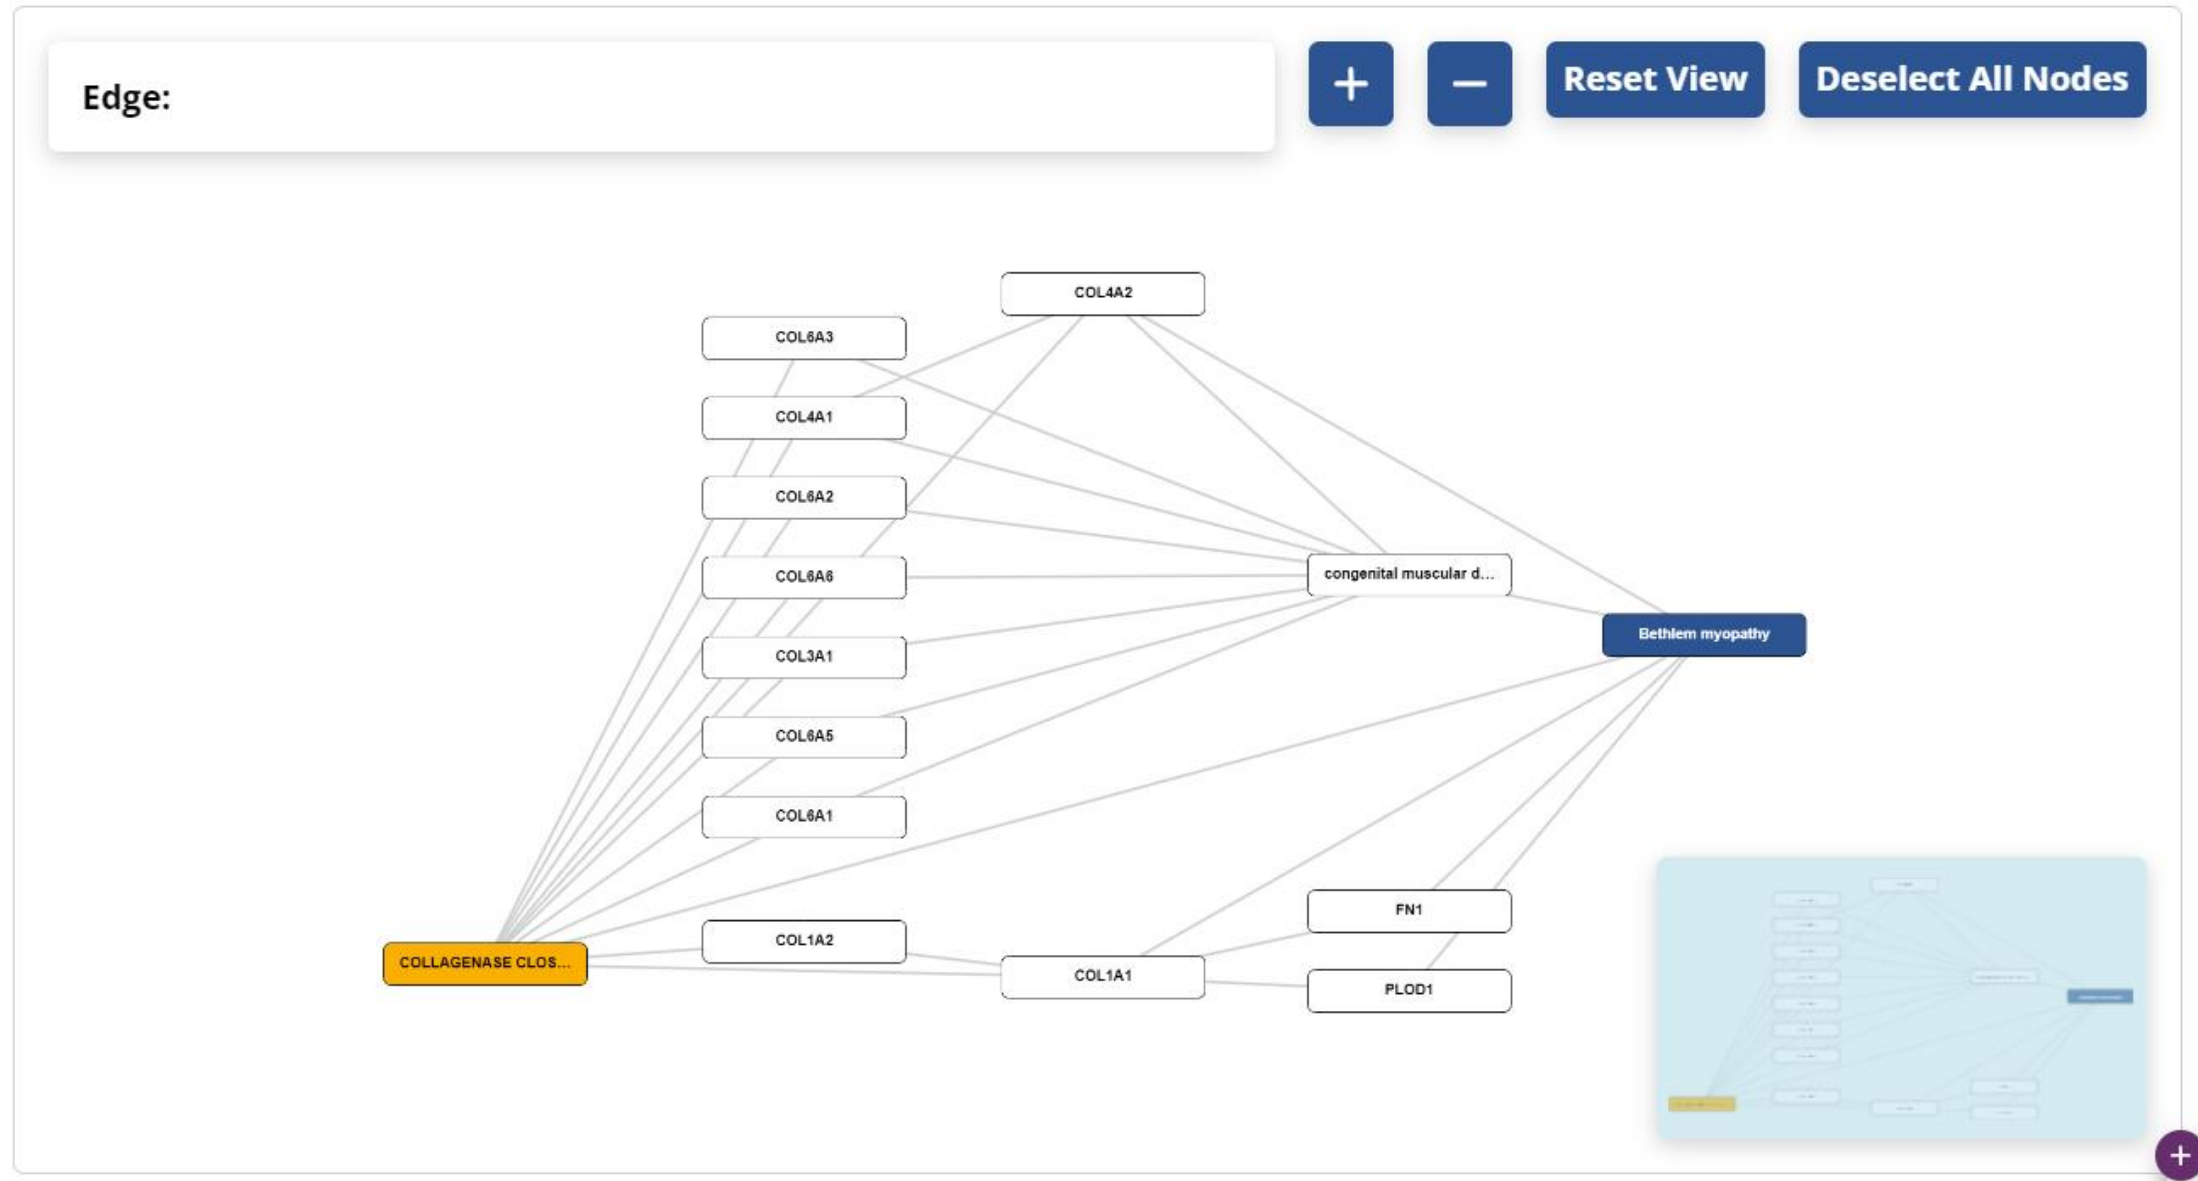 Edge:
+
−
Reset View
Deselect All Nodes
COL4A2
COL6A3
COL4A1
COL6A2
COL6A6
congenital muscular d...
Bethlem myopathy
COL3A1
COL6A5
COL6A1
FN1
COL1A2
COLLAGENASE CLOS...
COL1A1
PLOD1
+